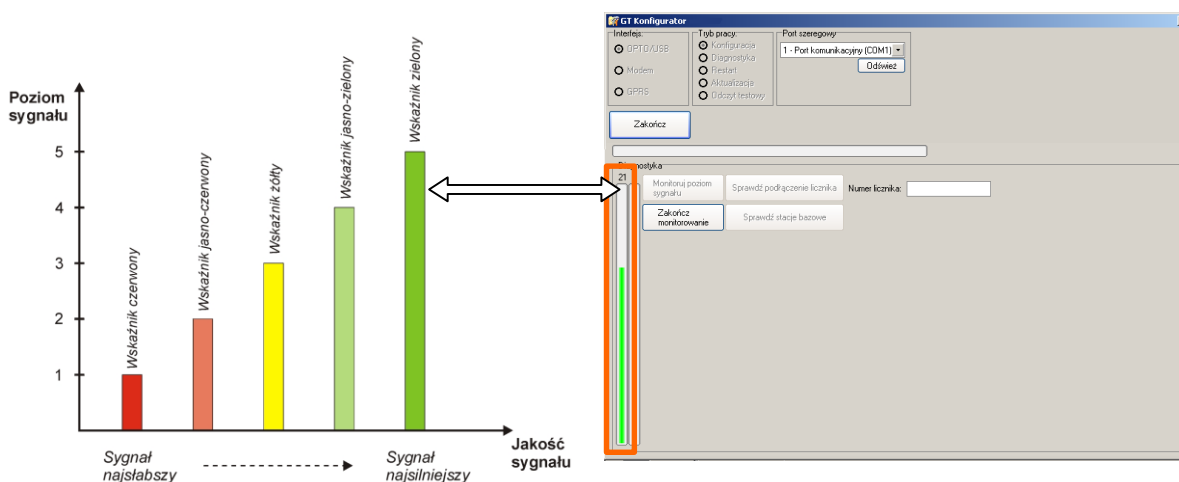 Poziom
sygnału
5
4
3
2
1
Wskaźnik czerwony
Wskaźnik jasno-czerwony
Wskaźnik żółty
Wskaźnik jasno-zielony
Wskaźnik zielony
Sygnał
najsłabszy
Sygnał
najsilniejszy
Jakość
sygnału
GT Konfigurator
Interfejs.
OPTO/USB
Modem
GPRS
Tryb pracy:
Konfiguracja
Diagnostyka
Restart
Aktualizacja
Odczyt testowy
Port szeregowy
1 - Port komunikacyjny (COM1)
Odśwież
Zakończ
21
Monitoruj poziom
sygnału
Sprawdź podłączenie licznika
Numer licznika:
Zakończ
monitorowanie
Sprawdź stacje bazowe